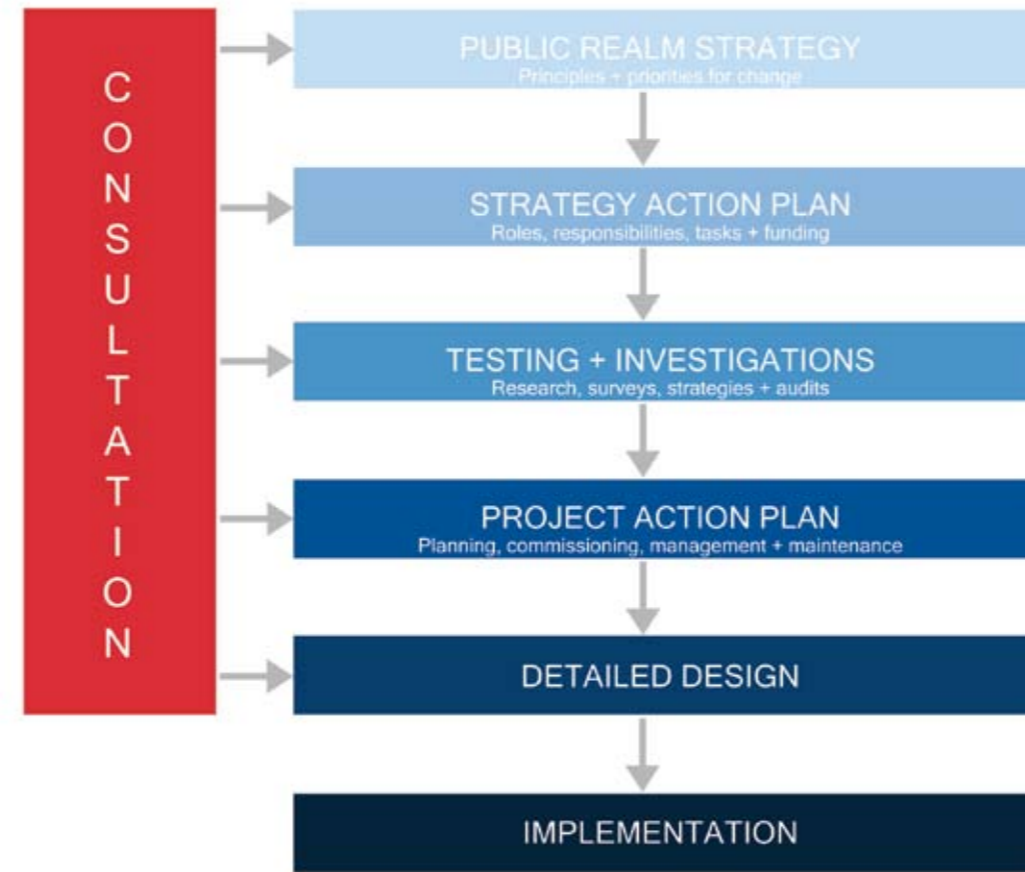 CONSULTATION
PUBLIC REALM STRATEGY
Principles + priorities for change
STRATEGY ACTION PLAN
Roles, responsibilities, tasks + funding
TESTING + INVESTIGATIONS
Research, surveys, strategies + audits
PROJECT ACTION PLAN
Planning, commissioning, management + maintenance
DETAILED DESIGN
IMPLEMENTATION